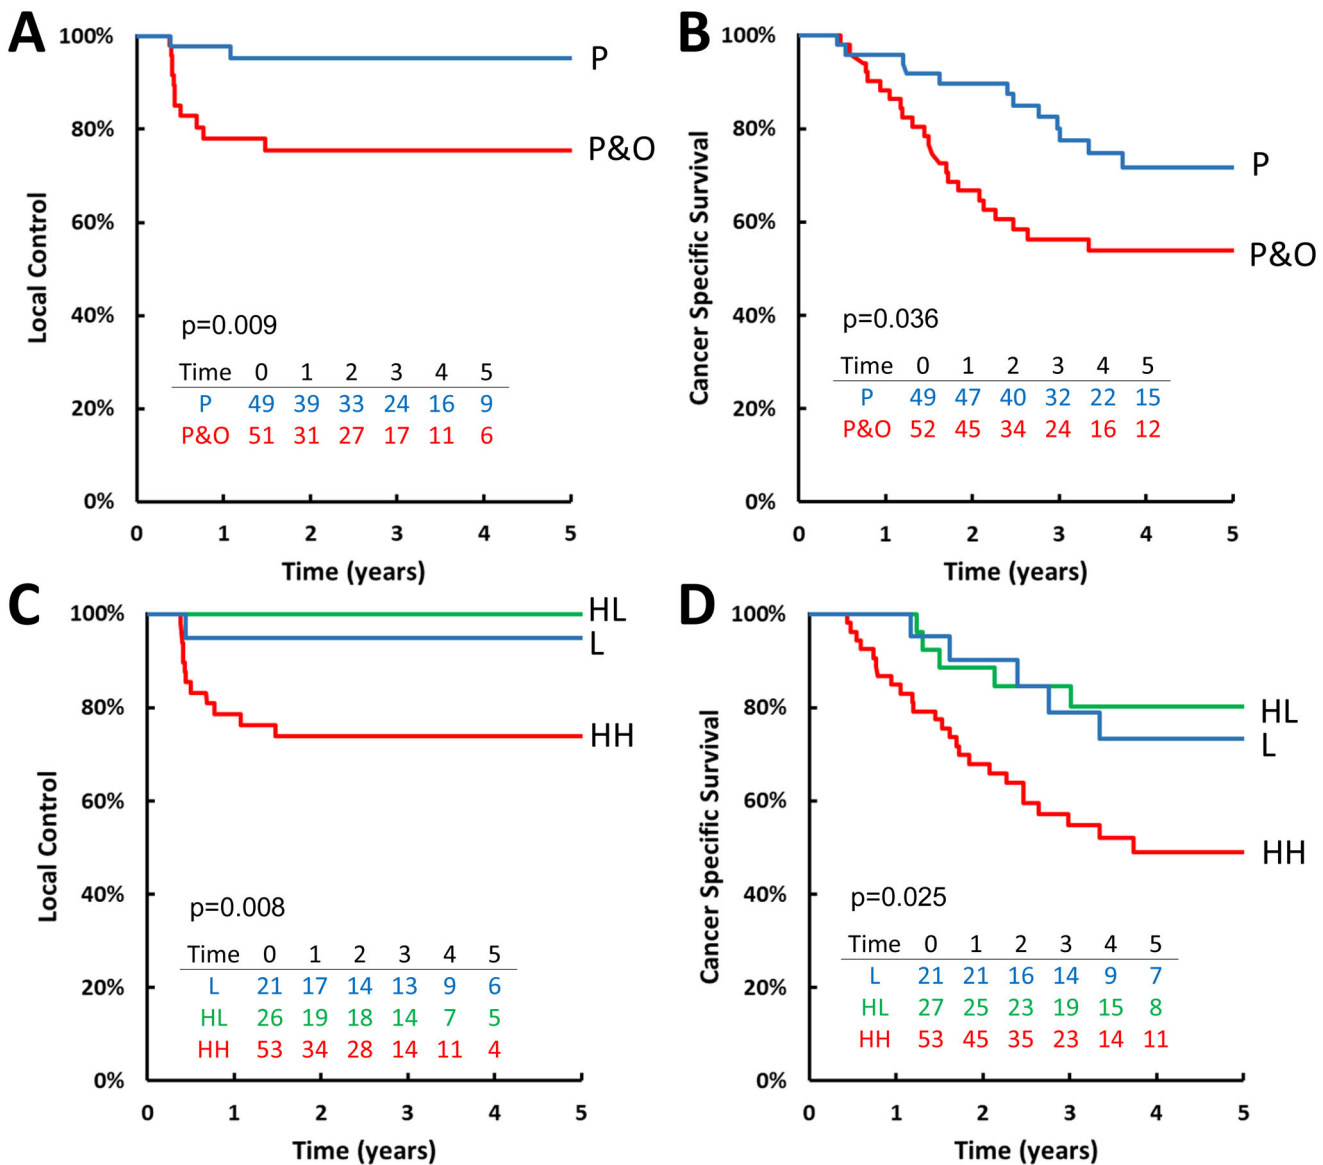 A
100%
80%
60%
40%
20%
0%
Local Control
P
P&O
p=0.009
Time 0 1 2 3 4 5
P 49 39 33 24 16 9
P&O 51 31 27 17 11 6
0 1 2 3 4 5
Time (years)
B
100%
80%
60%
40%
20%
0%
Cancer Specific Survival
P
P&O
p=0.036
Time 0 1 2 3 4 5
P 49 47 40 32 22 15
P&O 52 45 34 24 16 12
0 1 2 3 4 5
Time (years)
C
100%
80%
60%
40%
20%
0%
Local Control
HL
L
HH
p=0.008
Time 0 1 2 3 4 5
L 21 17 14 13 9 6
HL 26 19 18 14 7 5
HH 53 34 28 14 11 4
0 1 2 3 4 5
Time (years)
D
100%
80%
60%
40%
20%
0%
Cancer Specific Survival
HL
L
HH
p=0.025
Time 0 1 2 3 4 5
L 21 21 16 14 9 7
HL 27 25 23 19 15 8
HH 53 45 35 23 14 11
0 1 2 3 4 5
Time (years)